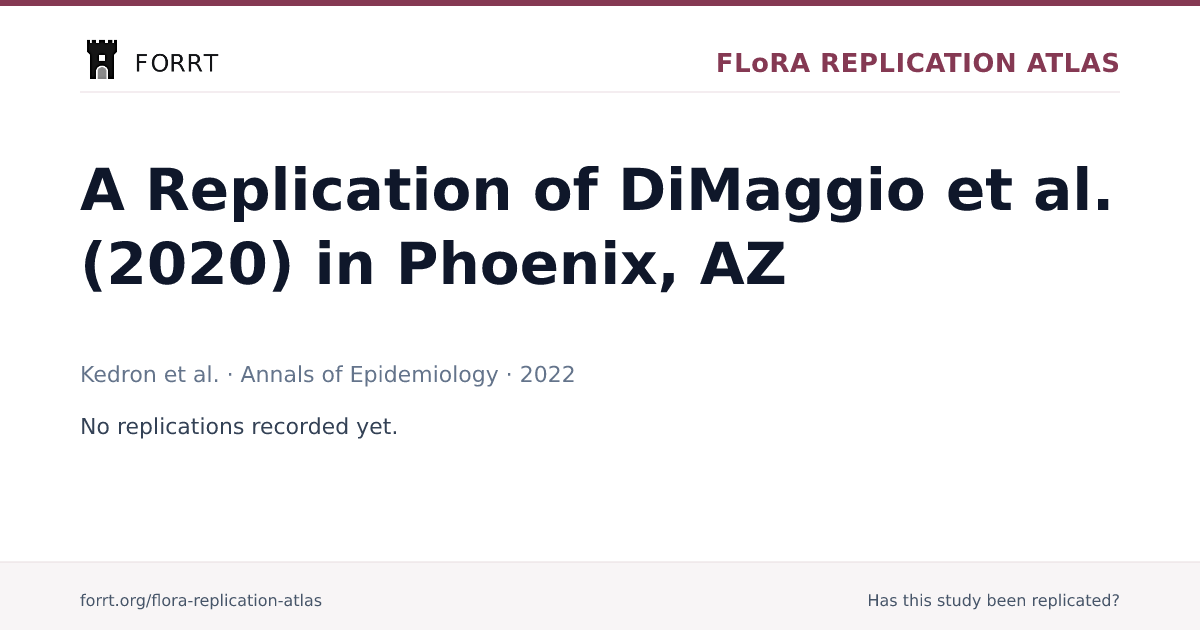 FORRT
FLoRA REPLICATION ATLAS
A Replication of DiMaggio et al.
(2020) in Phoenix, AZ
Kedron et al. · Annals of Epidemiology · 2022
No replications recorded yet.
forrt.org/flora-replication-atlas
Has this study been replicated?